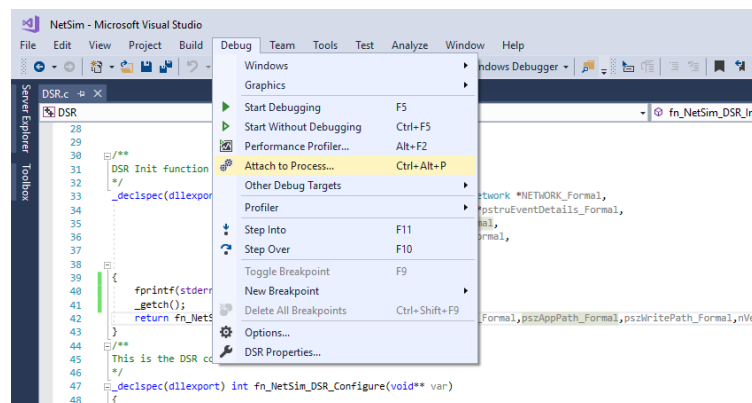 NetSim - Microsoft Visual Studio
File Edit View Project Build Debug Team Tools Test Analyze Window Help
ndows Debugger
Server Explorer
Toolbox
DSR.c
DSR
fn_NetSim_DSR_In
Windows
Graphics
Start Debugging F5
Start Without Debugging Ctrl+F5
Performance Profiler... Alt+F2
Attach to Process... Ctrl+Alt+P
Other Debug Targets
Profiler
Step Into F11
Step Over F10
Toggle Breakpoint F9
New Breakpoint
Delete All Breakpoints Ctrl+Shift+F9
Options...
DSR Properties...
28
29
30 /**
31 DSR Init function
32 */
33 _declspec(dllexpor etwork *NETWORK_Formal,
34 *pstruEventDetails_Formal,
35 mal,
36 ormal,
37
38
39 {
40 fprintf(stderr
41 _getch();
42 return fn_NetS _Formal,pszAppPath_Formal,pszWritePath_Formal,nVe
43 }
44 /**
45 This is the DSR co
46 */
47 _declspec(dllexport) int fn_NetSim_DSR_Configure(void** var)
48 {